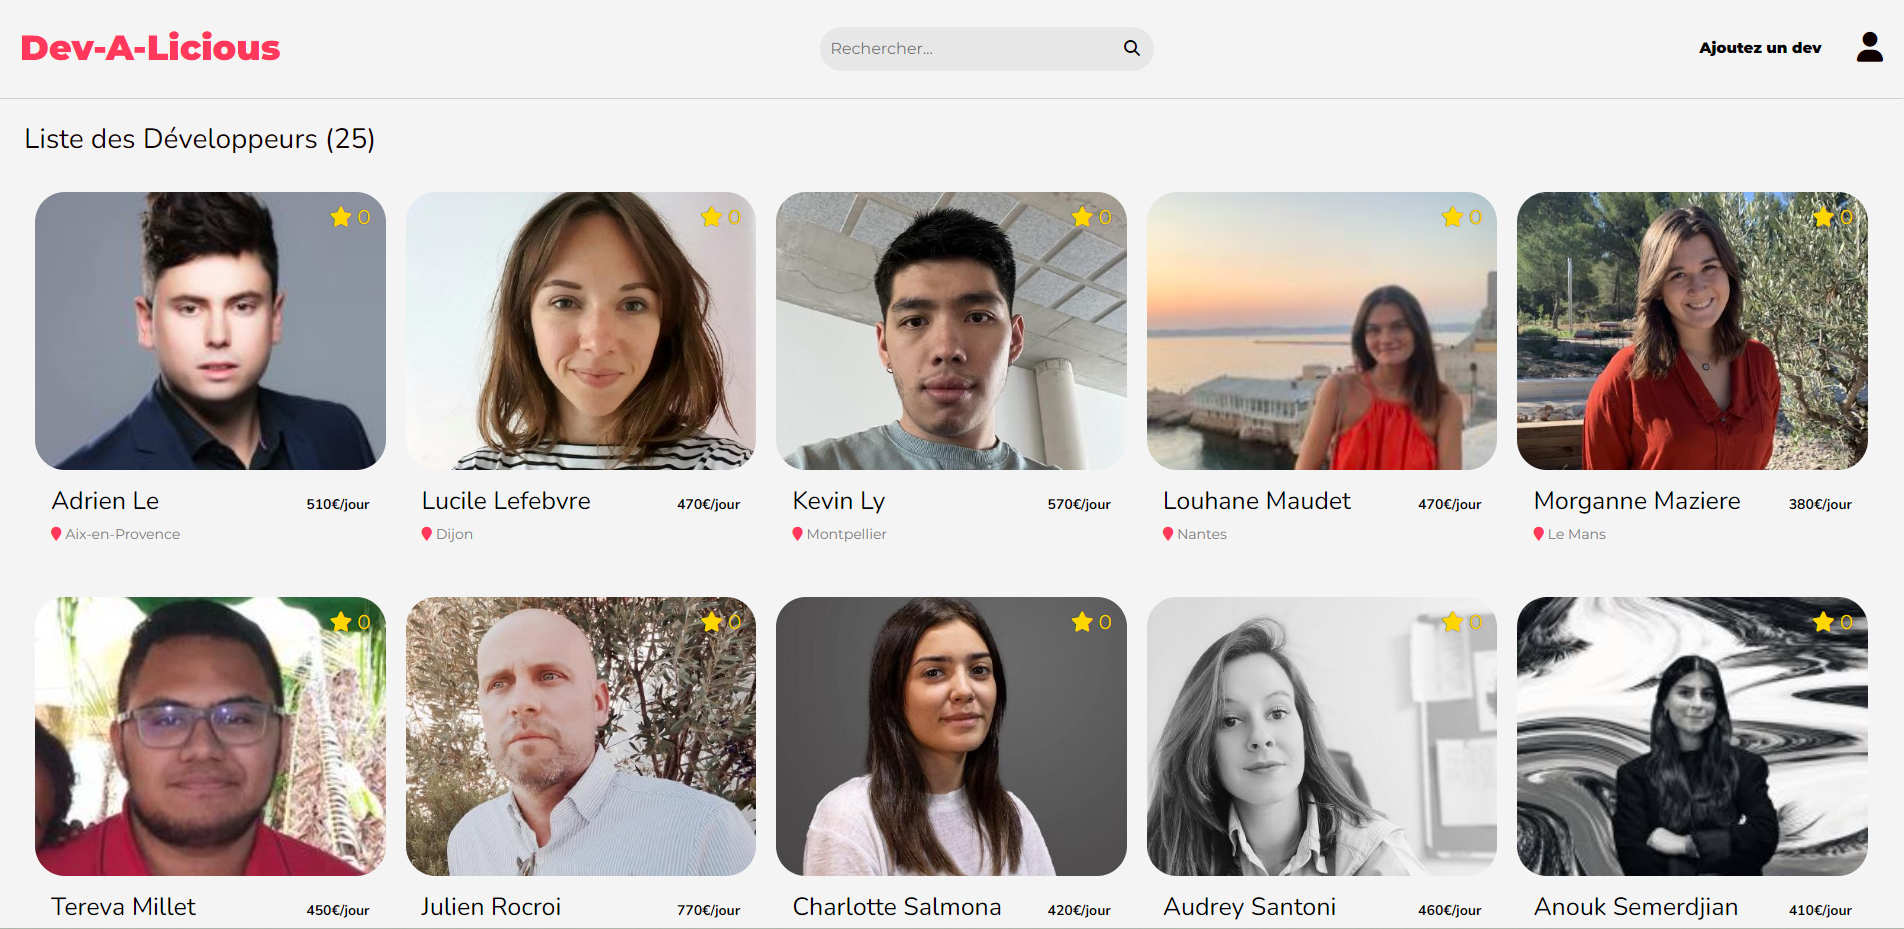 Dev-A-Licious
Rechercher...
Ajoutez un dev
Liste des Développeurs (25)
0
0
0
0
0
Adrien Le 510€/jour
Aix-en-Provence
Lucile Lefebvre 470€/jour
Dijon
Kevin Ly 570€/jour
Montpellier
Louhane Maudet 470€/jour
Nantes
Morganne Maziere 380€/jour
Le Mans
0
0
0
0
0
Tereva Millet 450€/jour
Julien Rocroi 770€/jour
Charlotte Salmona 420€/jour
Audrey Santoni 460€/jour
Anouk Semerdjian 410€/jour